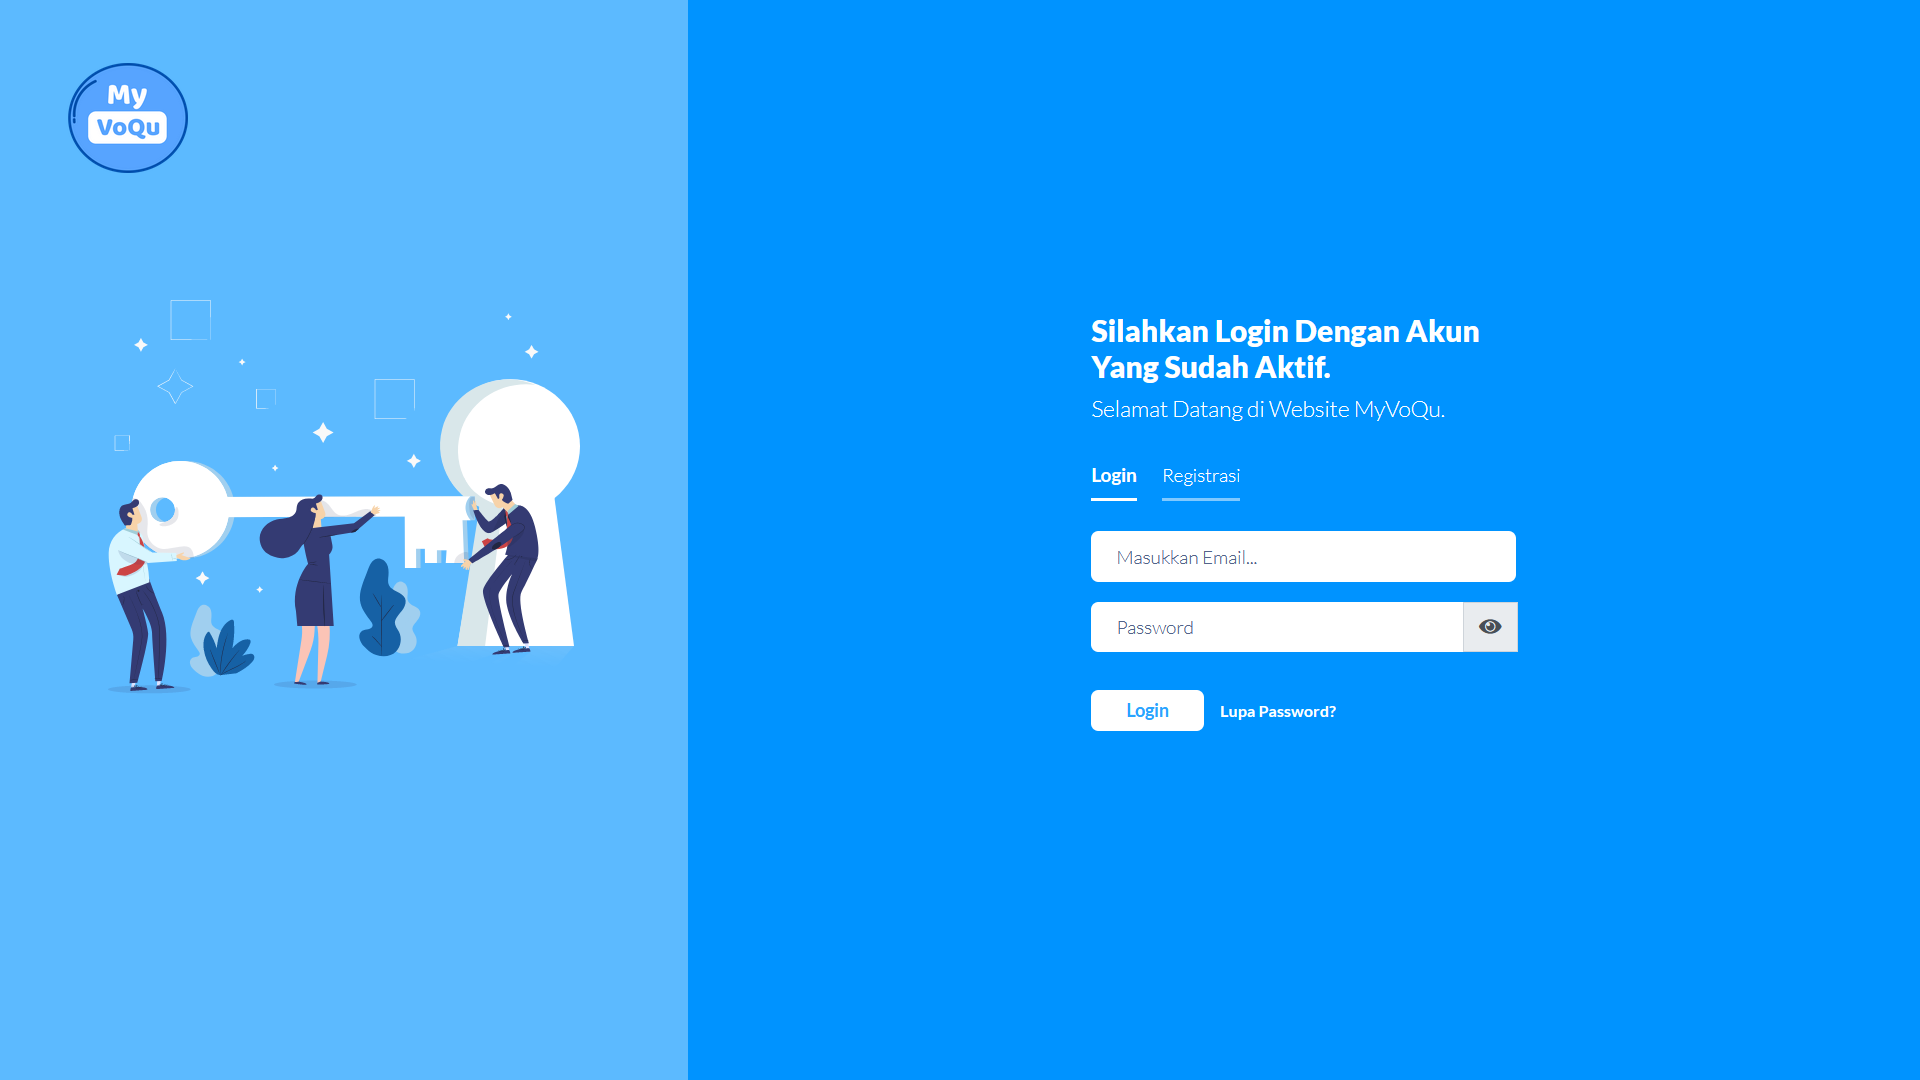 My
VoQu
Silahkan Login Dengan Akun
Yang Sudah Aktif.
Selamat Datang di Website MyVoQu.
Login Registrasi
Masukkan Email...
Password
Login Lupa Password?